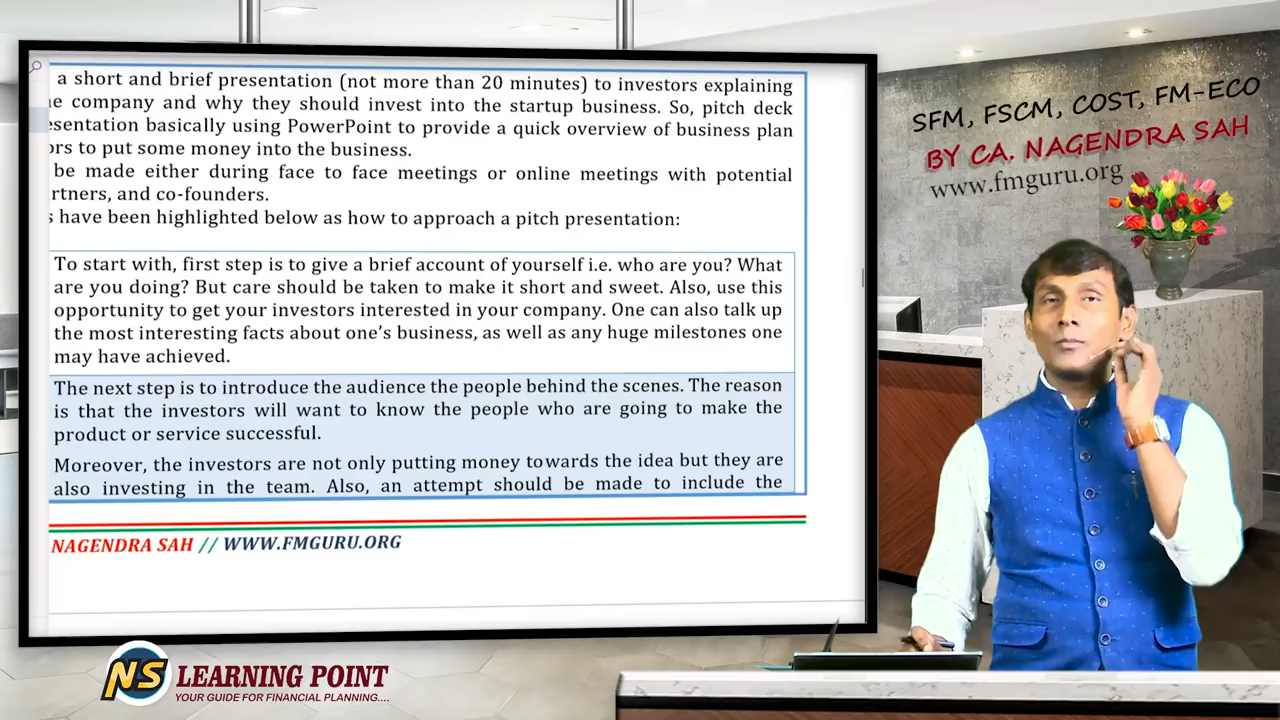 a short and brief presentation (not more than 20 minutes) to investors explaining
company and why they should invest into the startup business. So, pitch deck
basically using PowerPoint to provide a quick overview of business plan
to put some money into the business.
be made either during face to face meetings or online meetings with potential
and co-founders.
have been highlighted below as how to approach a pitch presentation:
To start with, first step is to give a brief account of yourself i.e. who are you? What
are you doing? But care should be taken to make it short and sweet. Also, use this
opportunity to get your investors interested in your company. One can also talk up
the most interesting facts about one's business, as well as any huge milestones one
may have achieved.
The next step is to introduce the audience the people behind the scenes. The reason
is that the investors will want to know the people who are going to make the
product or service successful.
Moreover, the investors are not only putting money towards the idea but they are
also investing in the team. Also, an attempt should be made to include the
NAGENDRA SAH // WWW.FMGURU.ORG
SFM, FSCM, COST, FM-ECO
BY CA. NAGENDRA SAH
www.fmguru.org
NS LEARNING POINT
YOUR GUIDE FOR FINANCIAL PLANNING....